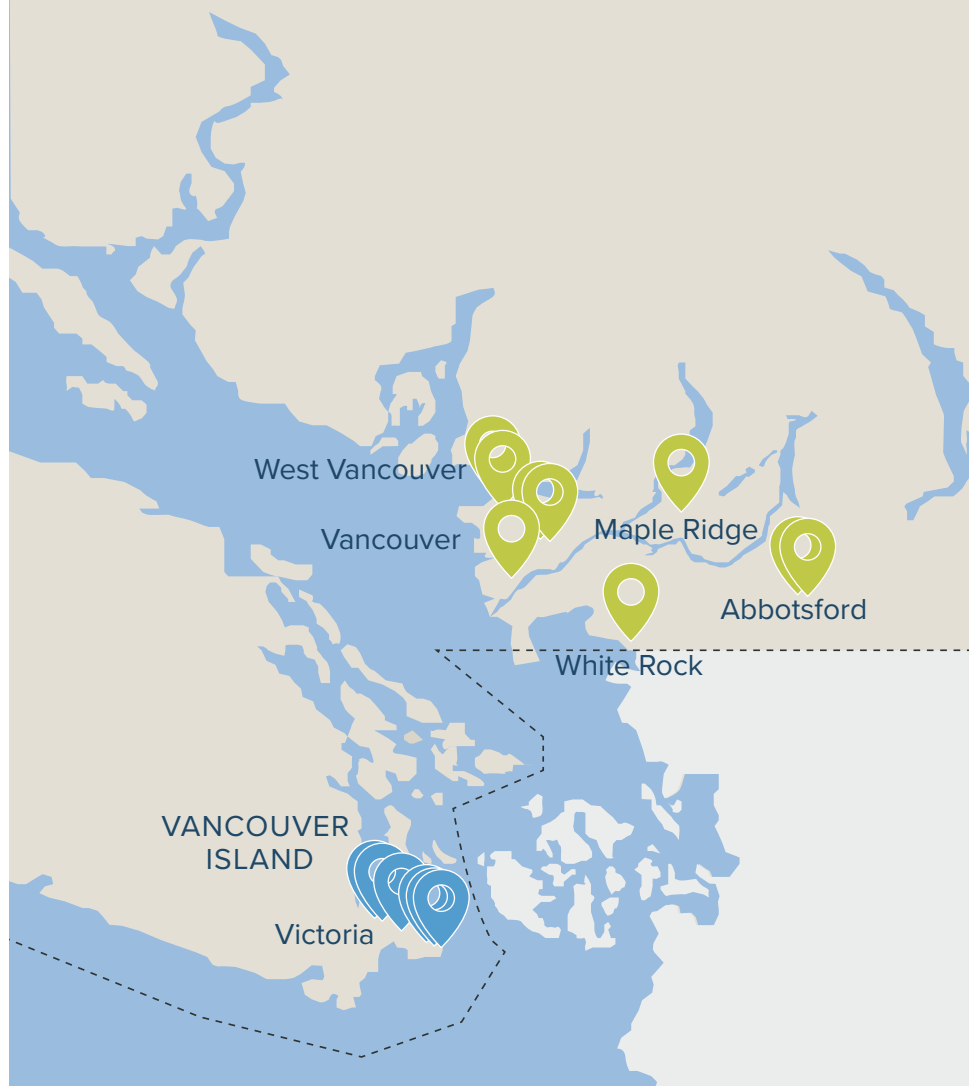 West Vancouver
Vancouver
Maple Ridge
Abbotsford
White Rock
VANCOUVER
ISLAND
Victoria